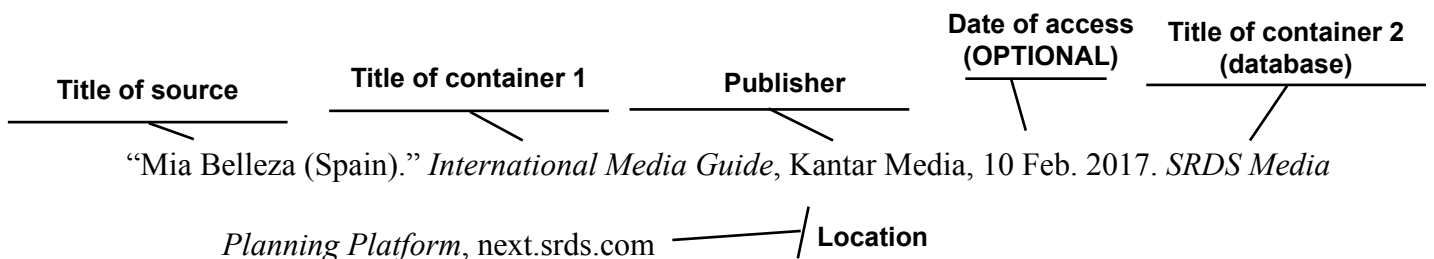 Date of access
(OPTIONAL)
Title of container 2
(database)
Title of source
Title of container 1
Publisher
“Mia Belleza (Spain).” International Media Guide, Kantar Media, 10 Feb. 2017. SRDS Media
Planning Platform, next.srds.com
Location